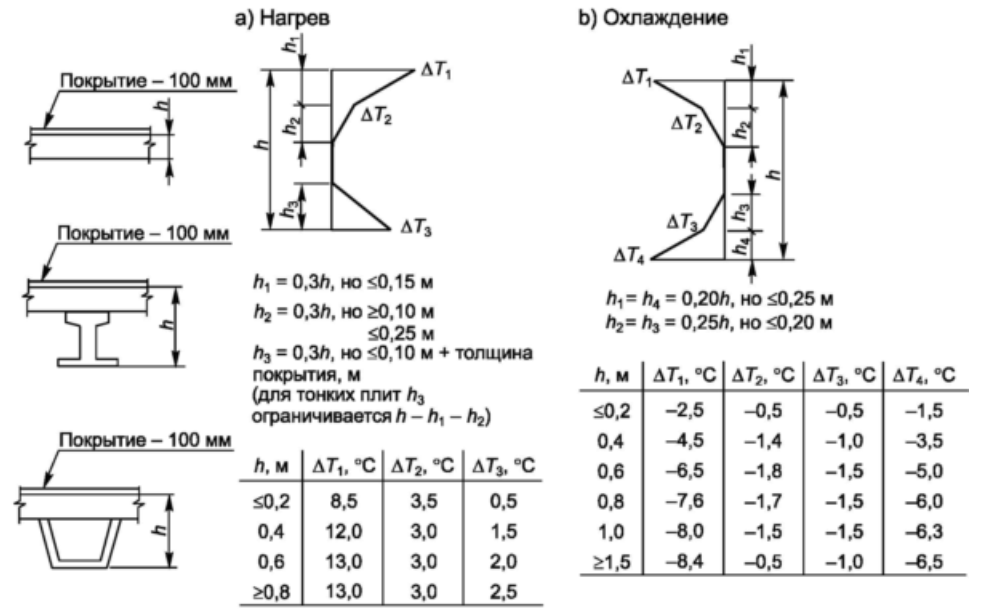 a) Нагрев
b) Охлаждение
Покрытие – 100 мм
h
Покрытие – 100 мм
h
Покрытие – 100 мм
h
h₁
h₂
h
h₃
ΔT₁
ΔT₂
ΔT₃
h₁ = 0,3h, но ≤0,15 м
h₂ = 0,3h, но ≥0,10 м
≤0,25 м
h₃ = 0,3h, но ≤0,10 м + толщина
покрытия, м
(для тонких плит h₃
ограничивается h – h₁ – h₂)
h, м ΔT₁, °C ΔT₂, °C ΔT₃, °C
≤0,2 8,5 3,5 0,5
0,4 12,0 3,0 1,5
0,6 13,0 3,0 2,0
≥0,8 13,0 3,0 2,5
h₁
ΔT₁
ΔT₂
h₂
h
h₃
ΔT₃
h₄
ΔT₄
h₁= h₄ = 0,20h, но ≤0,25 м
h₂= h₃ = 0,25h, но ≤0,20 м
h, м ΔT₁, °C ΔT₂, °C ΔT₃, °C ΔT₄, °C
≤0,2 –2,5 –0,5 –0,5 –1,5
0,4 –4,5 –1,4 –1,0 –3,5
0,6 –6,5 –1,8 –1,5 –5,0
0,8 –7,6 –1,7 –1,5 –6,0
1,0 –8,0 –1,5 –1,5 –6,3
≥1,5 –8,4 –0,5 –1,0 –6,5